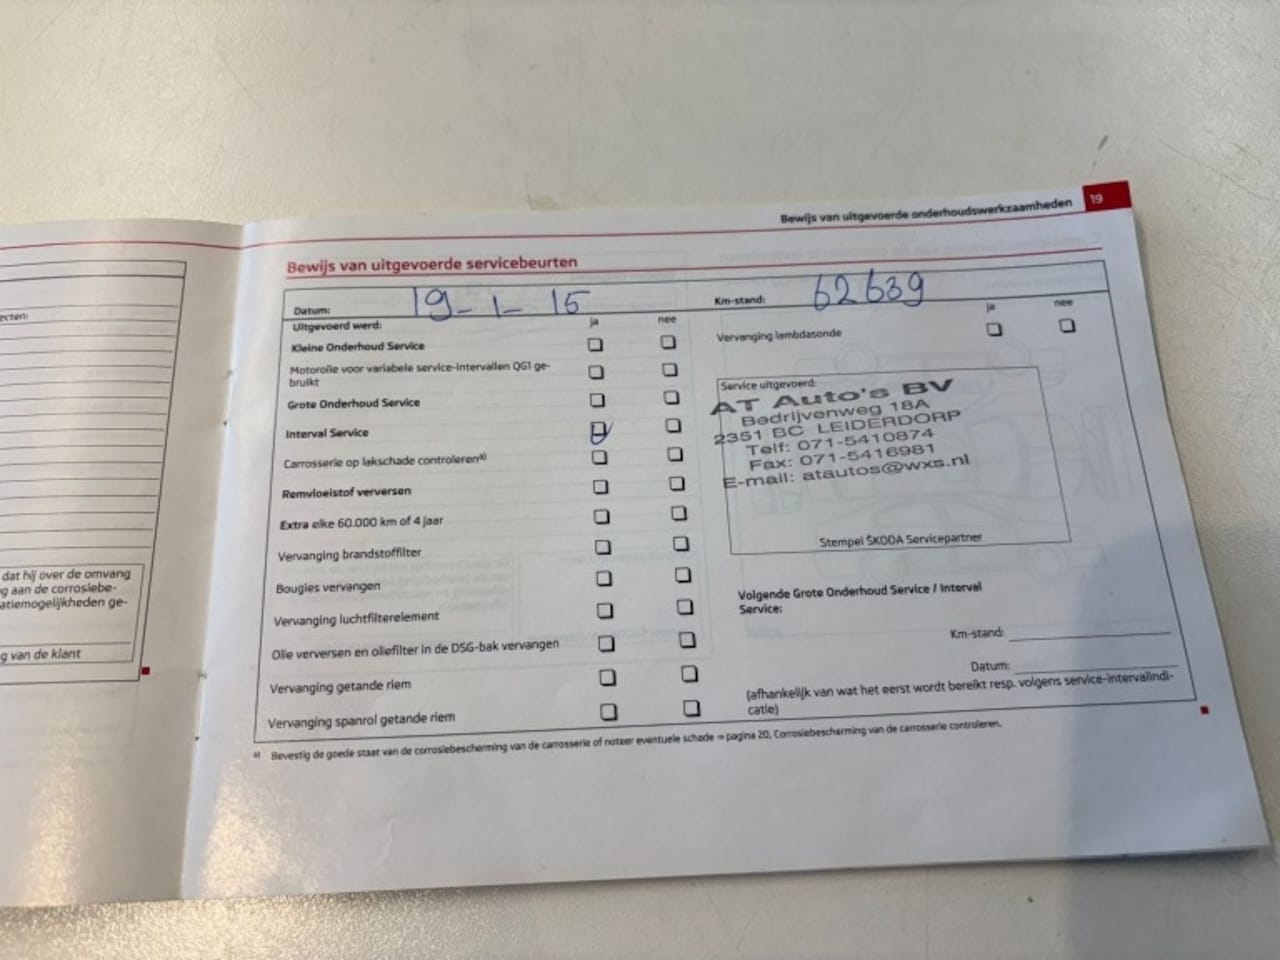 Bewijs van uitgevoerde onderhoudswerkzaamheden 19
Bewijs van uitgevoerde servicebeurten
Datum: 19-1-15 Km-stand: 62639
Uitgevoerd werd: ja nee
Kleine Onderhoud Service
Motorolie voor variabele service-intervallen QG1 ge-
bruikt
Grote Onderhoud Service
Interval Service
Carrosserie op lakschade controlerenᵃ⁾
Remvloeistof verversen
Extra elke 60.000 km of 4 jaar
Vervanging brandstoffilter
Bougies vervangen
Vervanging luchtfilterelement
Olie verversen en oliefilter in de DSG-bak vervangen
Vervanging getande riem
Vervanging spanrol getande riem
ja nee
Vervanging lambdasonde
Service uitgevoerd:
AT Auto's BV
Bedrijvenweg 18A
2351 BC LEIDERDORP
Telf: 071-5410874
Fax: 071-5416981
E-mail: atautos@wxs.nl
Stempel ŠKODA Servicepartner
Volgende Grote Onderhoud Service / Interval
Service:
Km-stand:
Datum:
(afhankelijk van wat het eerst wordt bereikt resp. volgens service-intervalindi-
catie)
ᵃ⁾ Bevestig de goede staat van de corrosiebescherming van de carrosserie of noteer eventuele schade ⇒ pagina 20, Corrosiebescherming van de carrosserie controleren.
ecten:
dat hij over de omvang
g aan de corrosiebe-
atiemogelijkheden ge-
g van de klant